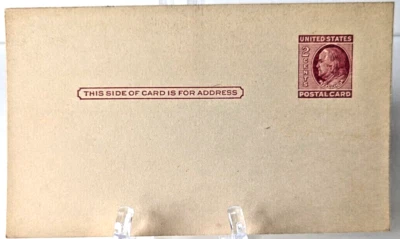 UNITED STATES
POSTAL CARD
THIS SIDE OF CARD IS FOR ADDRESS